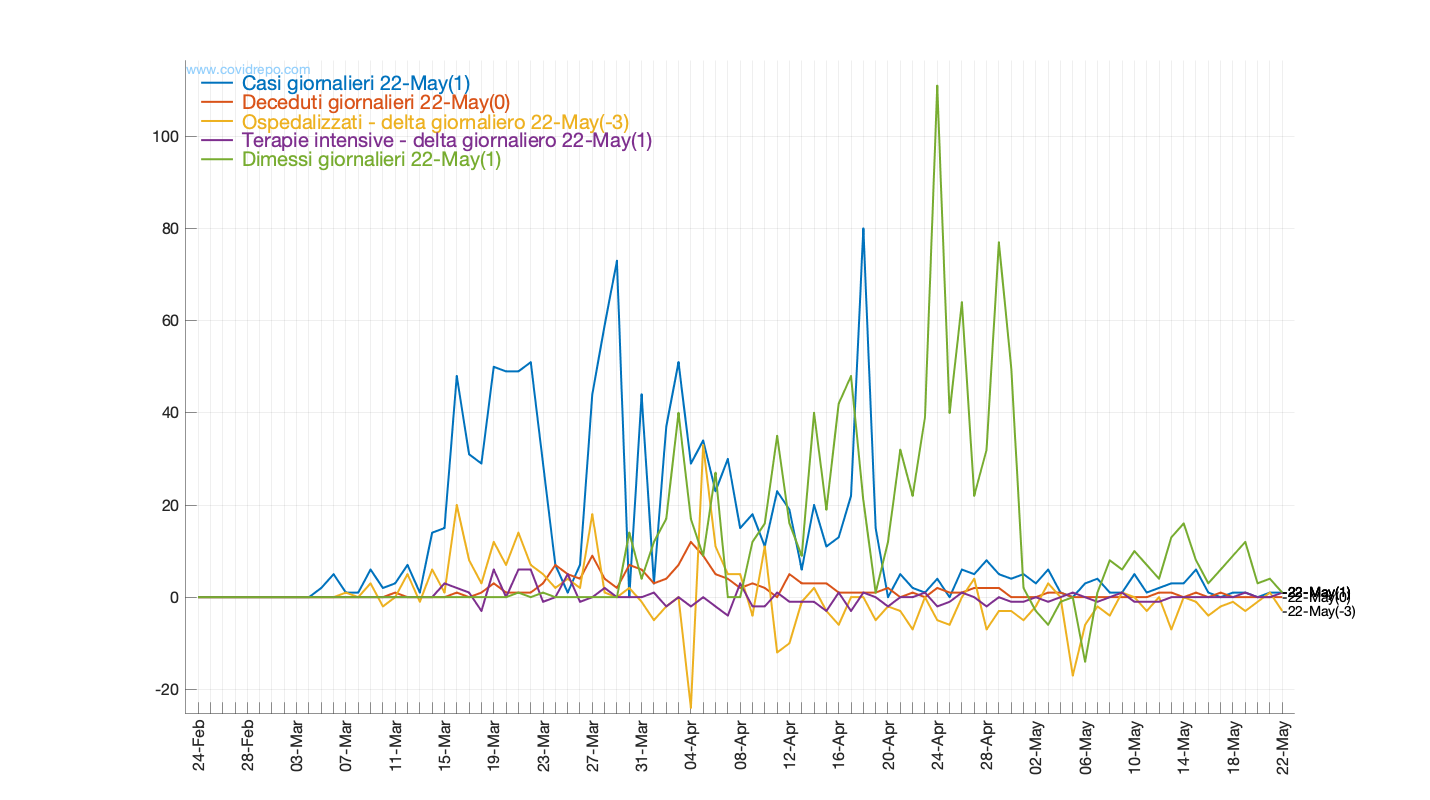 www.covidrepo.com
Casi giornalieri 22-May(1)
Deceduti giornalieri 22-May(0)
Ospedalizzati - delta giornaliero 22-May(-3)
Terapie intensive - delta giornaliero 22-May(1)
Dimessi giornalieri 22-May(1)
100
80
60
40
20
0
-20
22-May(1)
22-May(0)
22-May(-3)
24-Feb
28-Feb
03-Mar
07-Mar
11-Mar
15-Mar
19-Mar
23-Mar
27-Mar
31-Mar
04-Apr
08-Apr
12-Apr
16-Apr
20-Apr
24-Apr
28-Apr
02-May
06-May
10-May
14-May
18-May
22-May